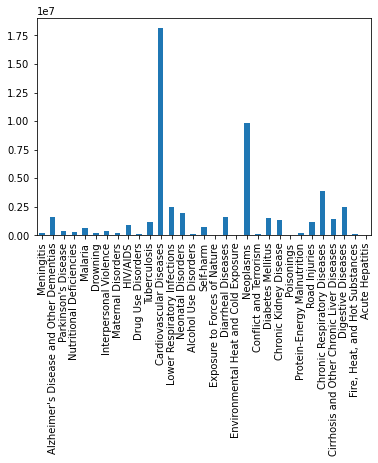 1e7
1.75
1.50
1.25
1.00
0.75
0.50
0.25
0.00
Meningitis
Alzheimer's Disease and Other Dementias
Parkinson's Disease
Nutritional Deficiencies
Malaria
Drowning
Interpersonal Violence
Maternal Disorders
HIV/AIDS
Drug Use Disorders
Tuberculosis
Cardiovascular Diseases
Lower Respiratory Infections
Neonatal Disorders
Alcohol Use Disorders
Self-harm
Exposure to Forces of Nature
Diarrheal Diseases
Environmental Heat and Cold Exposure
Neoplasms
Conflict and Terrorism
Diabetes Mellitus
Chronic Kidney Disease
Poisonings
Protein-Energy Malnutrition
Road Injuries
Chronic Respiratory Diseases
Cirrhosis and Other Chronic Liver Diseases
Digestive Diseases
Fire, Heat, and Hot Substances
Acute Hepatitis